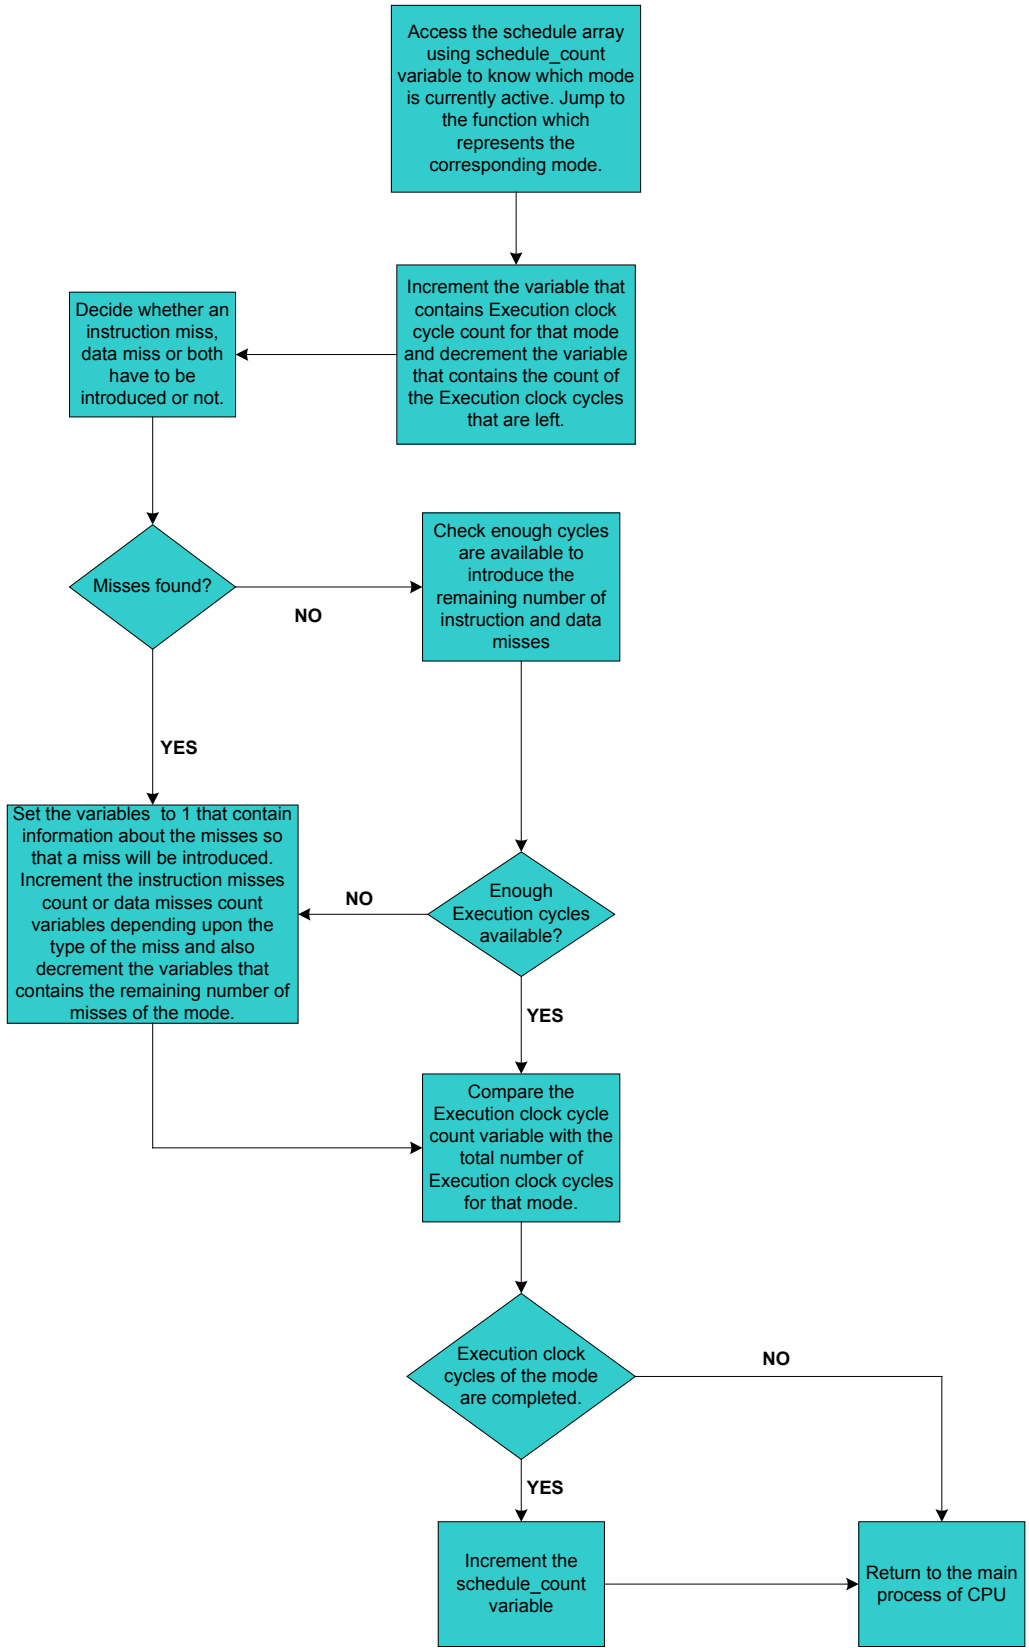 Access the schedule array
using schedule_count
variable to know which mode
is currently active. Jump to
the function which
represents the
corresponding mode.
Increment the variable that
contains Execution clock
cycle count for that mode
and decrement the variable
that contains the count of
the Execution clock cycles
that are left.
Decide whether an
instruction miss,
data miss or both
have to be
introduced or not.
Misses found?
NO
Check enough cycles
are available to
introduce the
remaining number of
instruction and data
misses
YES
Set the variables  to 1 that contain
information about the misses so
that a miss will be introduced.
Increment the instruction misses
count or data misses count
variables depending upon the
type of the miss and also
decrement the variables that
contains the remaining number of
misses of the mode.
NO
Enough
Execution cycles
available?
YES
Compare the
Execution clock cycle
count variable with the
total number of
Execution clock cycles
for that mode.
Execution clock
cycles of the mode
are completed.
NO
YES
Increment the
schedule_count
variable
Return to the main
process of CPU